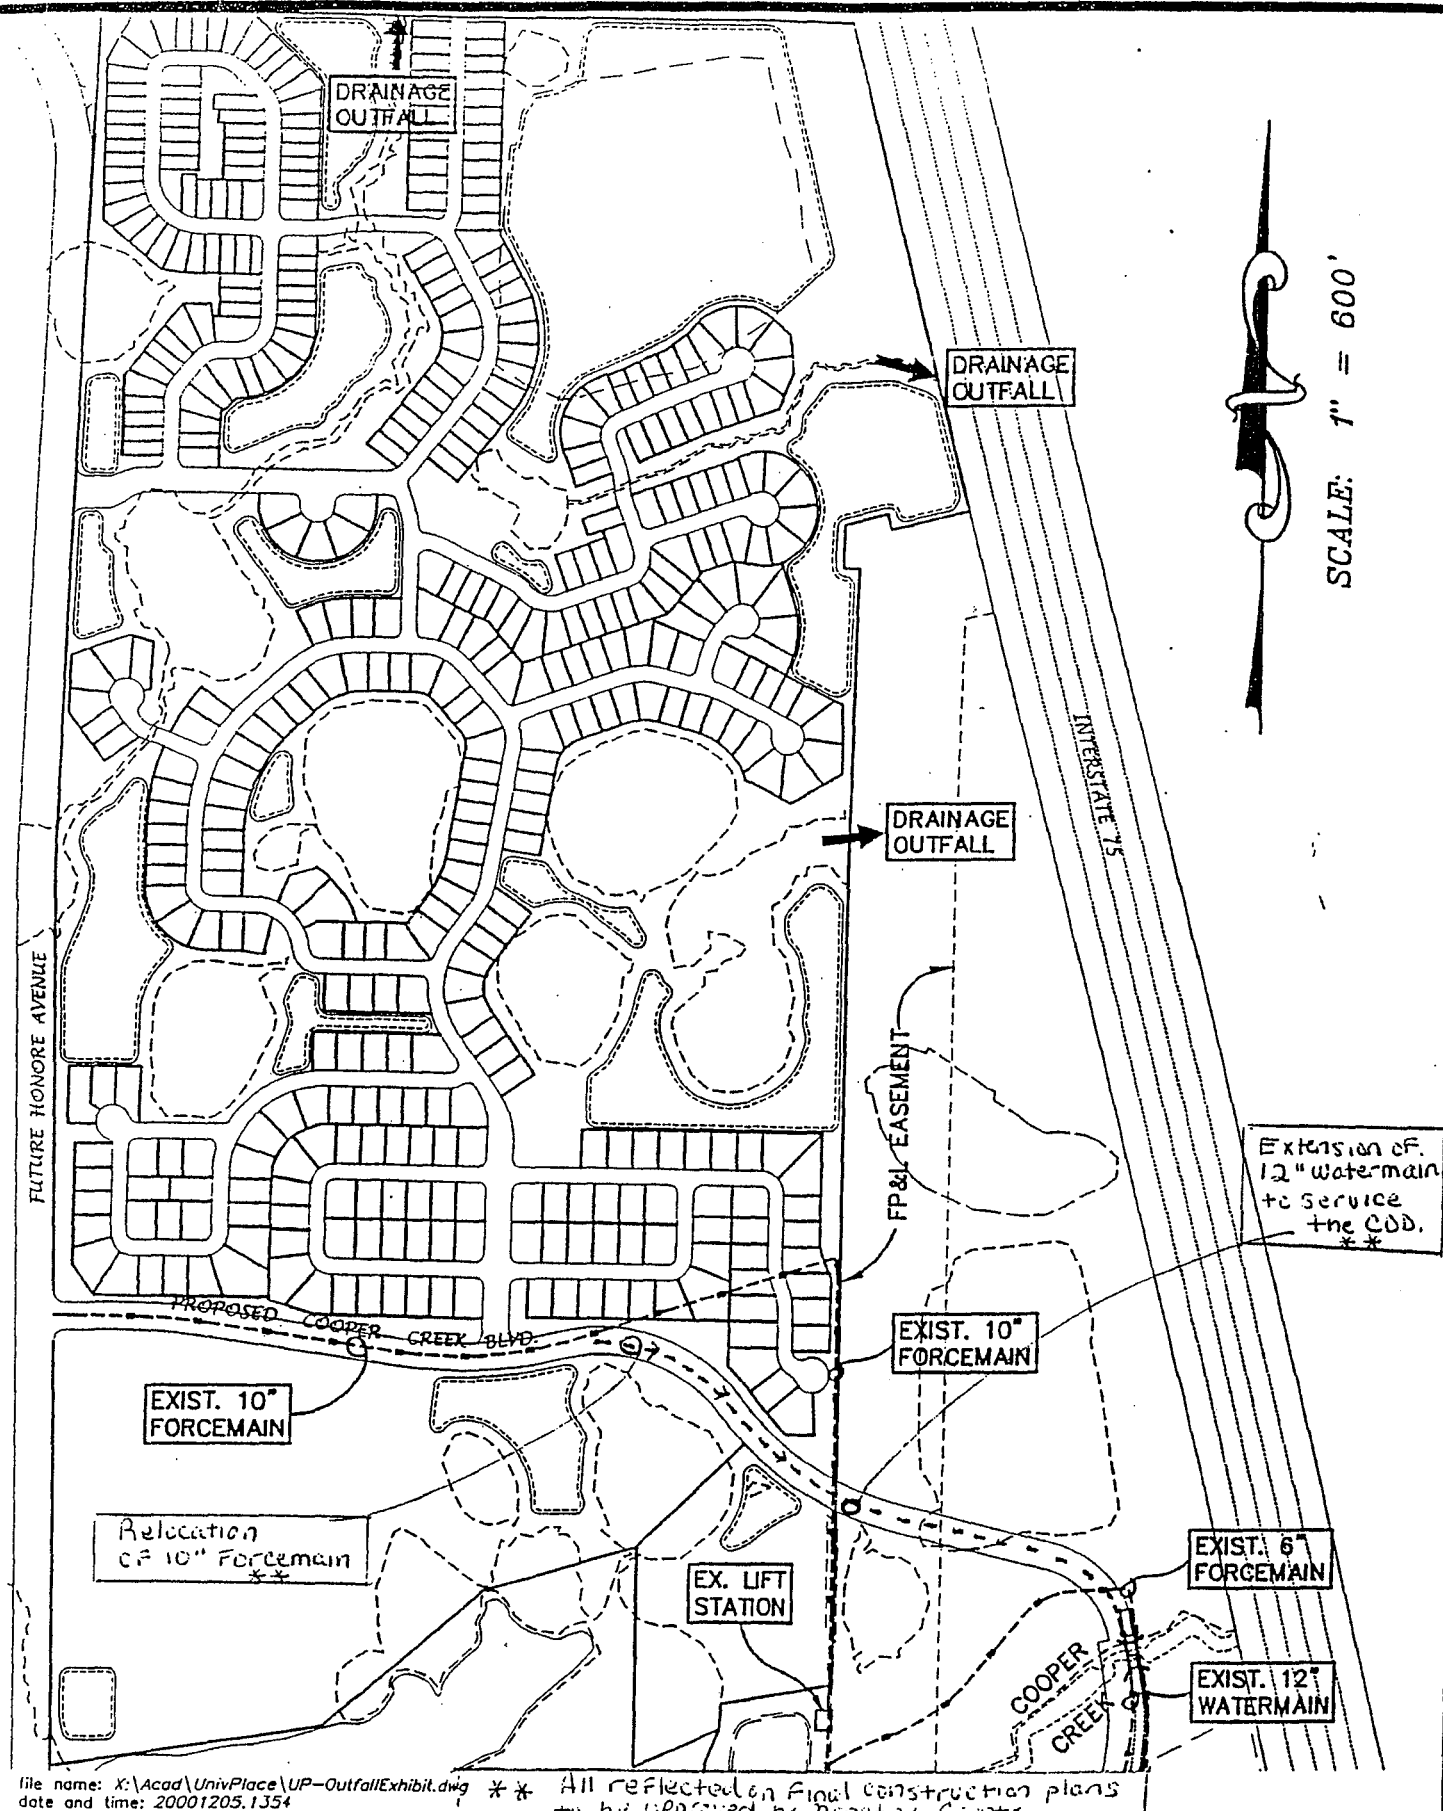 DRAINAGE
OUTFALL
DRAINAGE
OUTFALL
SCALE: 1" = 600'
INTERSTATE 75
DRAINAGE
OUTFALL
FUTURE HONORE AVENUE
FP&L EASEMENT
Extension of
12" watermain
to service
the CDD.
**
PROPOSED COOPER CREEK BLVD.
EXIST. 10"
FORCEMAIN
EXIST. 10"
FORCEMAIN
Relocation
of 10" Forcemain
**
EX. LIFT
STATION
EXIST. 6"
FORCEMAIN
COOPER
CREEK
EXIST. 12"
WATERMAIN
file name: X:\Acad\UnivPlace\UP-OutfallExhibit.dwg
date and time: 20001205.1354
** All reflected on Final Construction plans
to be